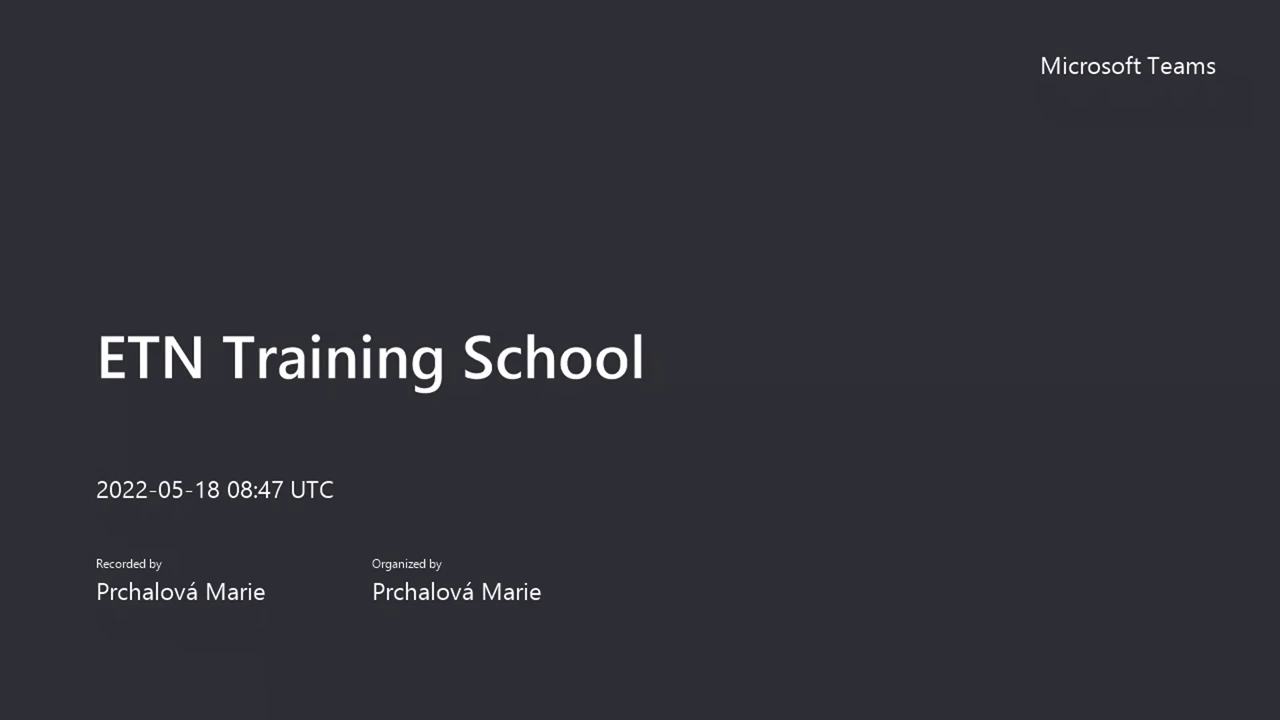 Microsoft Teams
ETN Training School
2022-05-18 08:47 UTC
Recorded by
Prchalová Marie
Organized by
Prchalová Marie